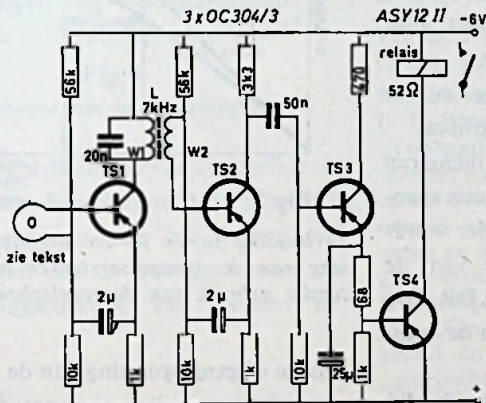 3xOC304/3
ASY12 II
-6V
56k
L
7kHz
20n
W1
W2
56k
3k3
50n
470
relais
52Ω
TS1
TS2
TS3
TS4
zie tekst
2µ
2µ
68
25µ
10k
1k
10k
1k
10k
1k
+